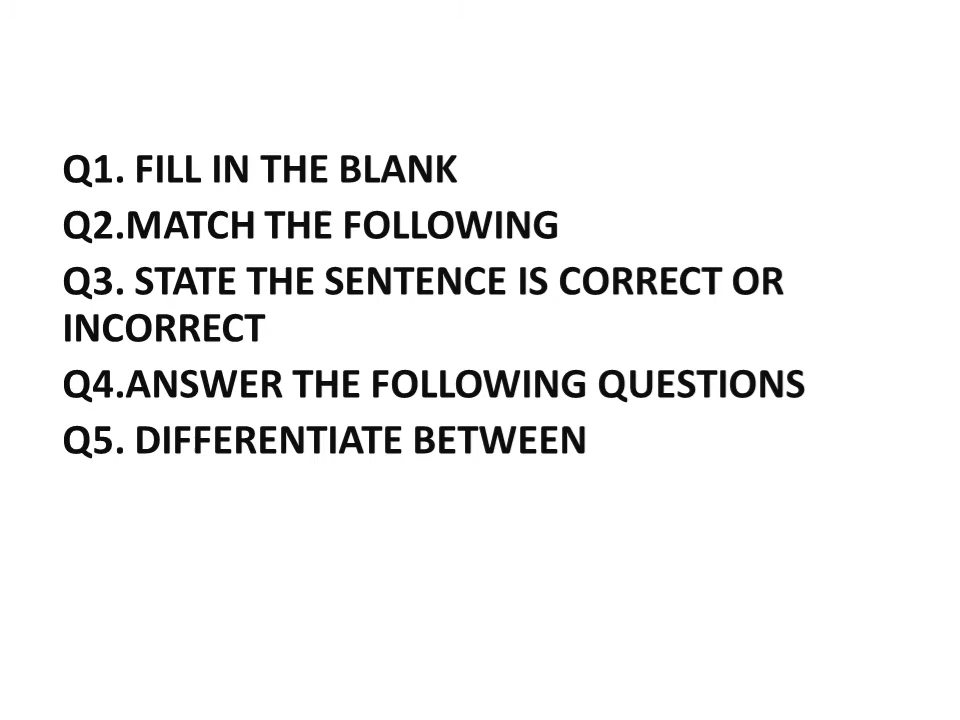 Q1. FILL IN THE BLANK
Q2.MATCH THE FOLLOWING
Q3. STATE THE SENTENCE IS CORRECT OR
INCORRECT
Q4.ANSWER THE FOLLOWING QUESTIONS
Q5. DIFFERENTIATE BETWEEN